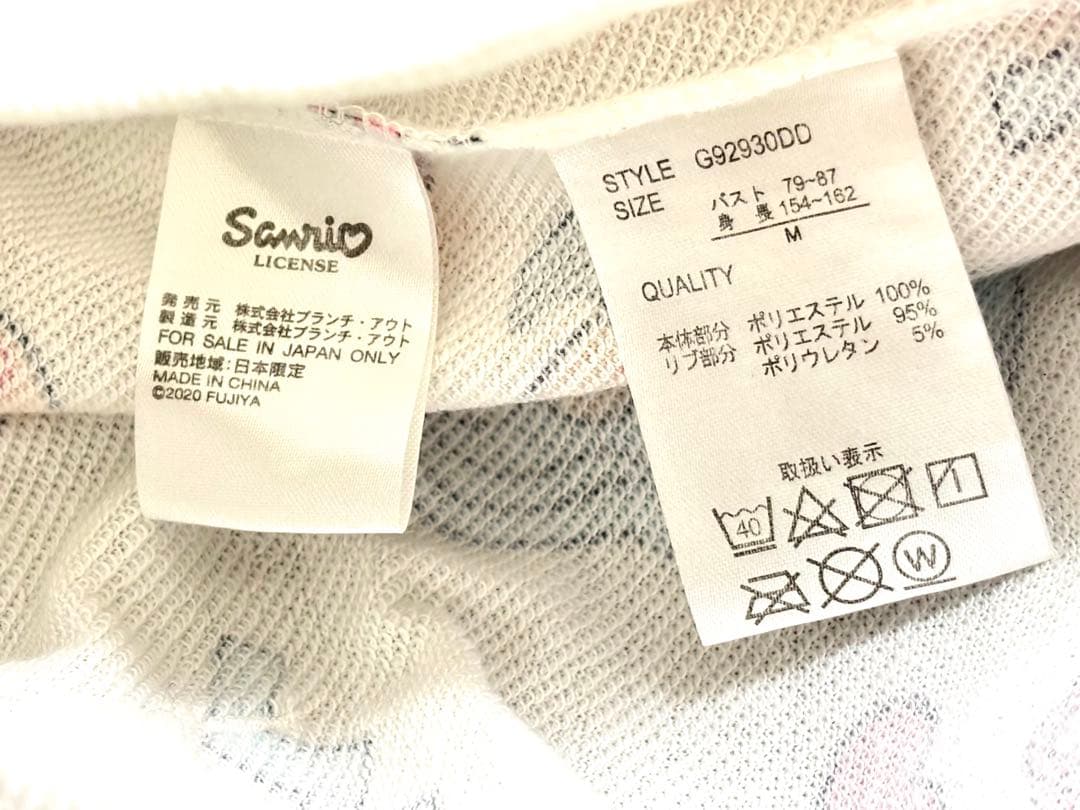 Sanrio
LICENSE
発売元 株式会社ブランチ・アウト
製造元 株式会社ブランチ・アウト
FOR SALE IN JAPAN ONLY
販売地域:日本限定
MADE IN CHINA
©2020 FUJIYA
STYLE G92930DD
SIZE バスト 79~87
身長 154~162
M
QUALITY
本体部分 ポリエステル 100%
リブ部分 ポリエステル 95%
ポリウレタン 5%
取扱い表示
40
W